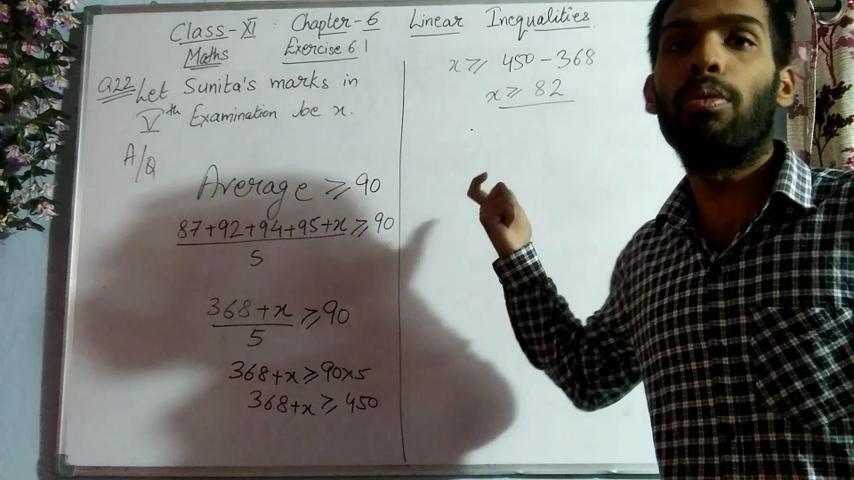 Class-XI Chapter-6 Linear Inequalities
Maths Exercise 6.1
Q22 Let Sunita's marks in
Vth Examination be x.
A/Q
Average ⩾ 90
87+92+94+95+x ⩾ 90
5
368+x ⩾ 90
5
368+x ⩾ 90×5
368+x ⩾ 450
x ⩾ 450-368
x ⩾ 82